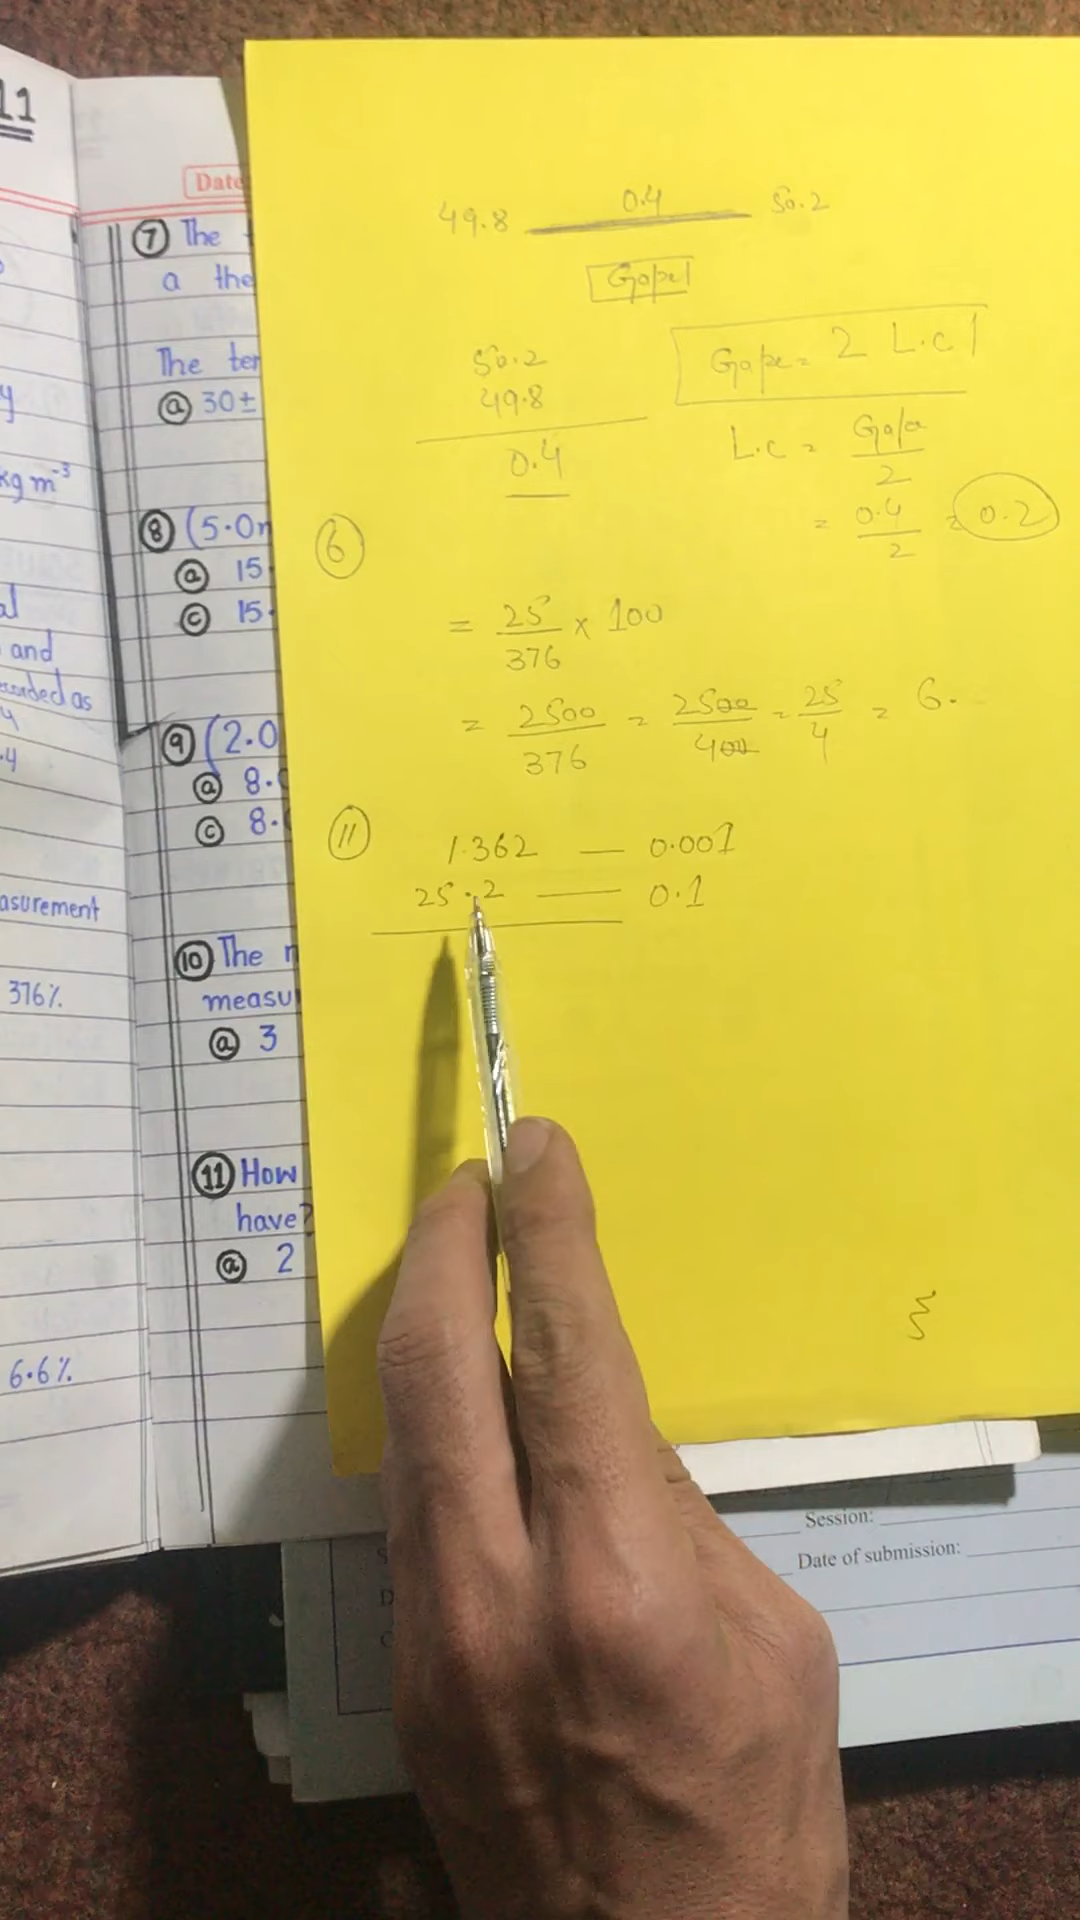 11
y
kg m⁻³
al
and
recorded as
4
.4
asurement
376%
6.6%
Date
⑦ The
a the
The ter
ⓐ 30±
⑧ (5.0
ⓐ 15
ⓒ 15
⑨ (2.0
ⓐ 8.
ⓒ 8.
⑩ The
measu
ⓐ 3
⑪ How
have?
ⓐ 2
49.8 0.4 50.2
Gape
50.2
49.8
0.4
Gape = 2 L.C
L.C = Gape/2
= 0.4/2 = 0.2
⑥
= 25/376 × 100
= 2500/376 = 2500/400 = 25/4 = 6.
⑪
1.362 — 0.001
25.2 — 0.1
Session:
Date of submission: